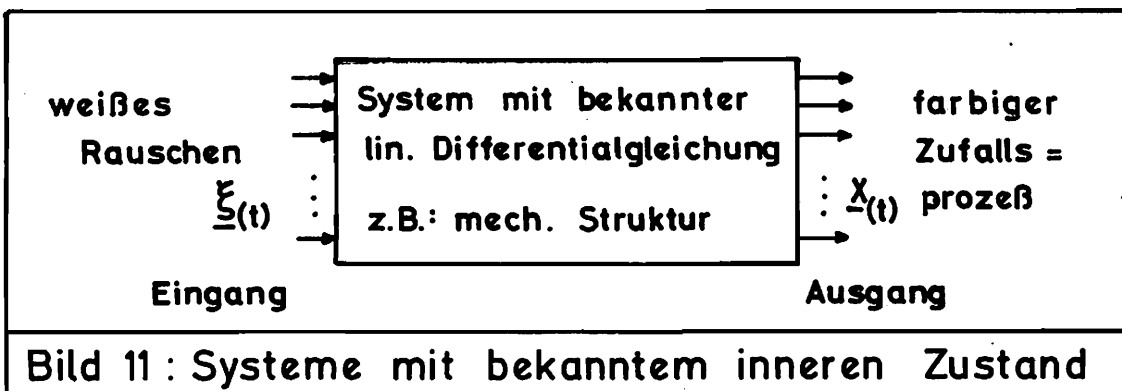 weißes
Rauschen
ξ(t)
Eingang
System mit bekannter
lin. Differentialgleichung
z.B.: mech. Struktur
farbiger
Zufalls =
X(t) prozeß
Ausgang
Bild 11 : Systeme mit bekanntem inneren Zustand